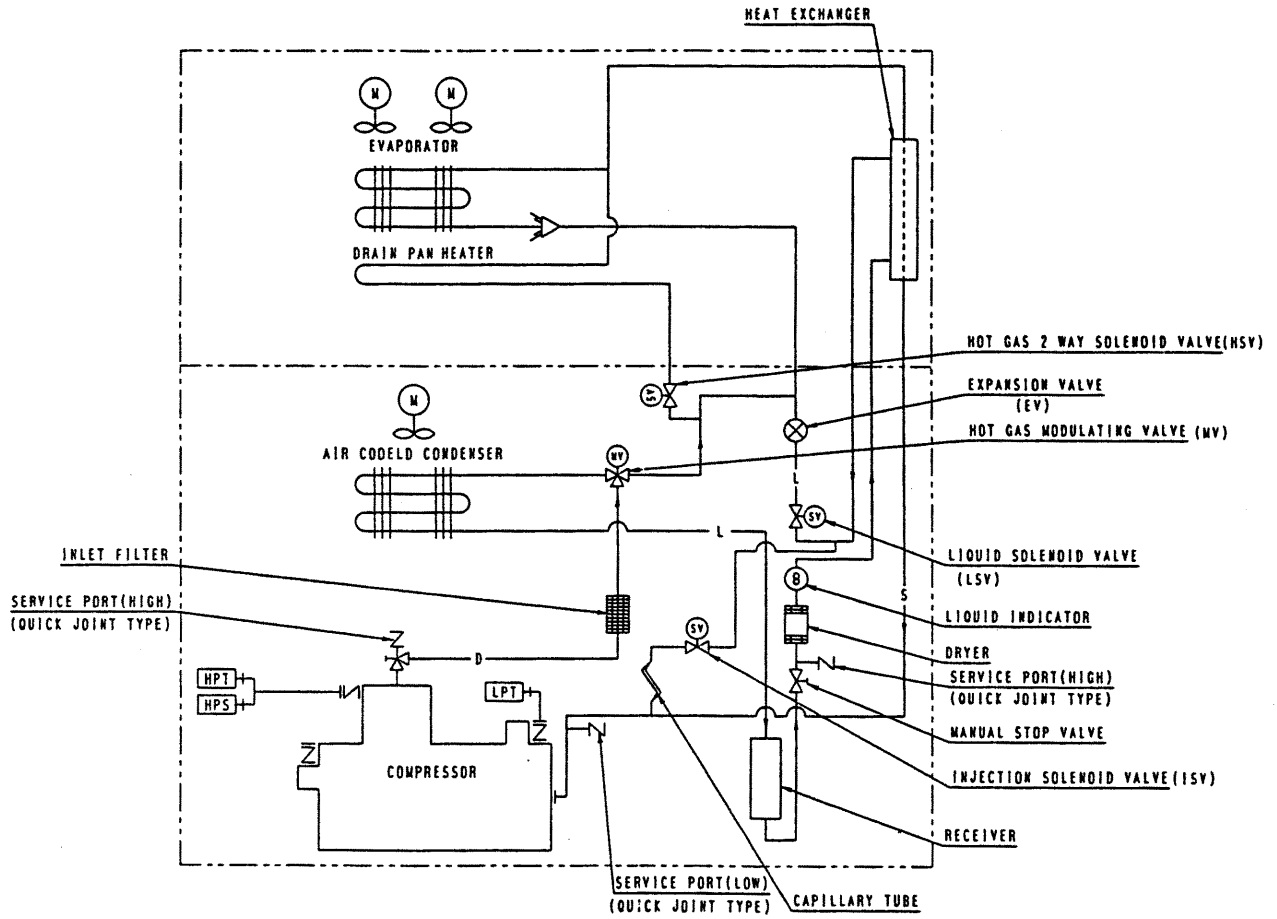 HEAT EXCHANGER
M M
EVAPORATOR
DRAIN PAN HEATER
HOT GAS 2 WAY SOLENOID VALVE(HSV)
SV
EXPANSION VALVE
(EV)
M
HOT GAS MODULATING VALVE (MV)
AIR CODELD CONDENSER
MV
L
SV
L
INLET FILTER
LIQUID SOLENOID VALVE
(LSV)
8
S
SERVICE PORT(HIGH)
(QUICK JOINT TYPE)
LIQUID INDICATOR
SV
DRYER
D
SERVICE PORT(HIGH)
(QUICK JOINT TYPE)
HPT
HPS
LPT
MANUAL STOP VALVE
COMPRESSOR
INJECTION SOLENOID VALVE(ISV)
RECEIVER
SERVICE PORT(LOW)
(QUICK JOINT TYPE)
CAPILLARY TUBE